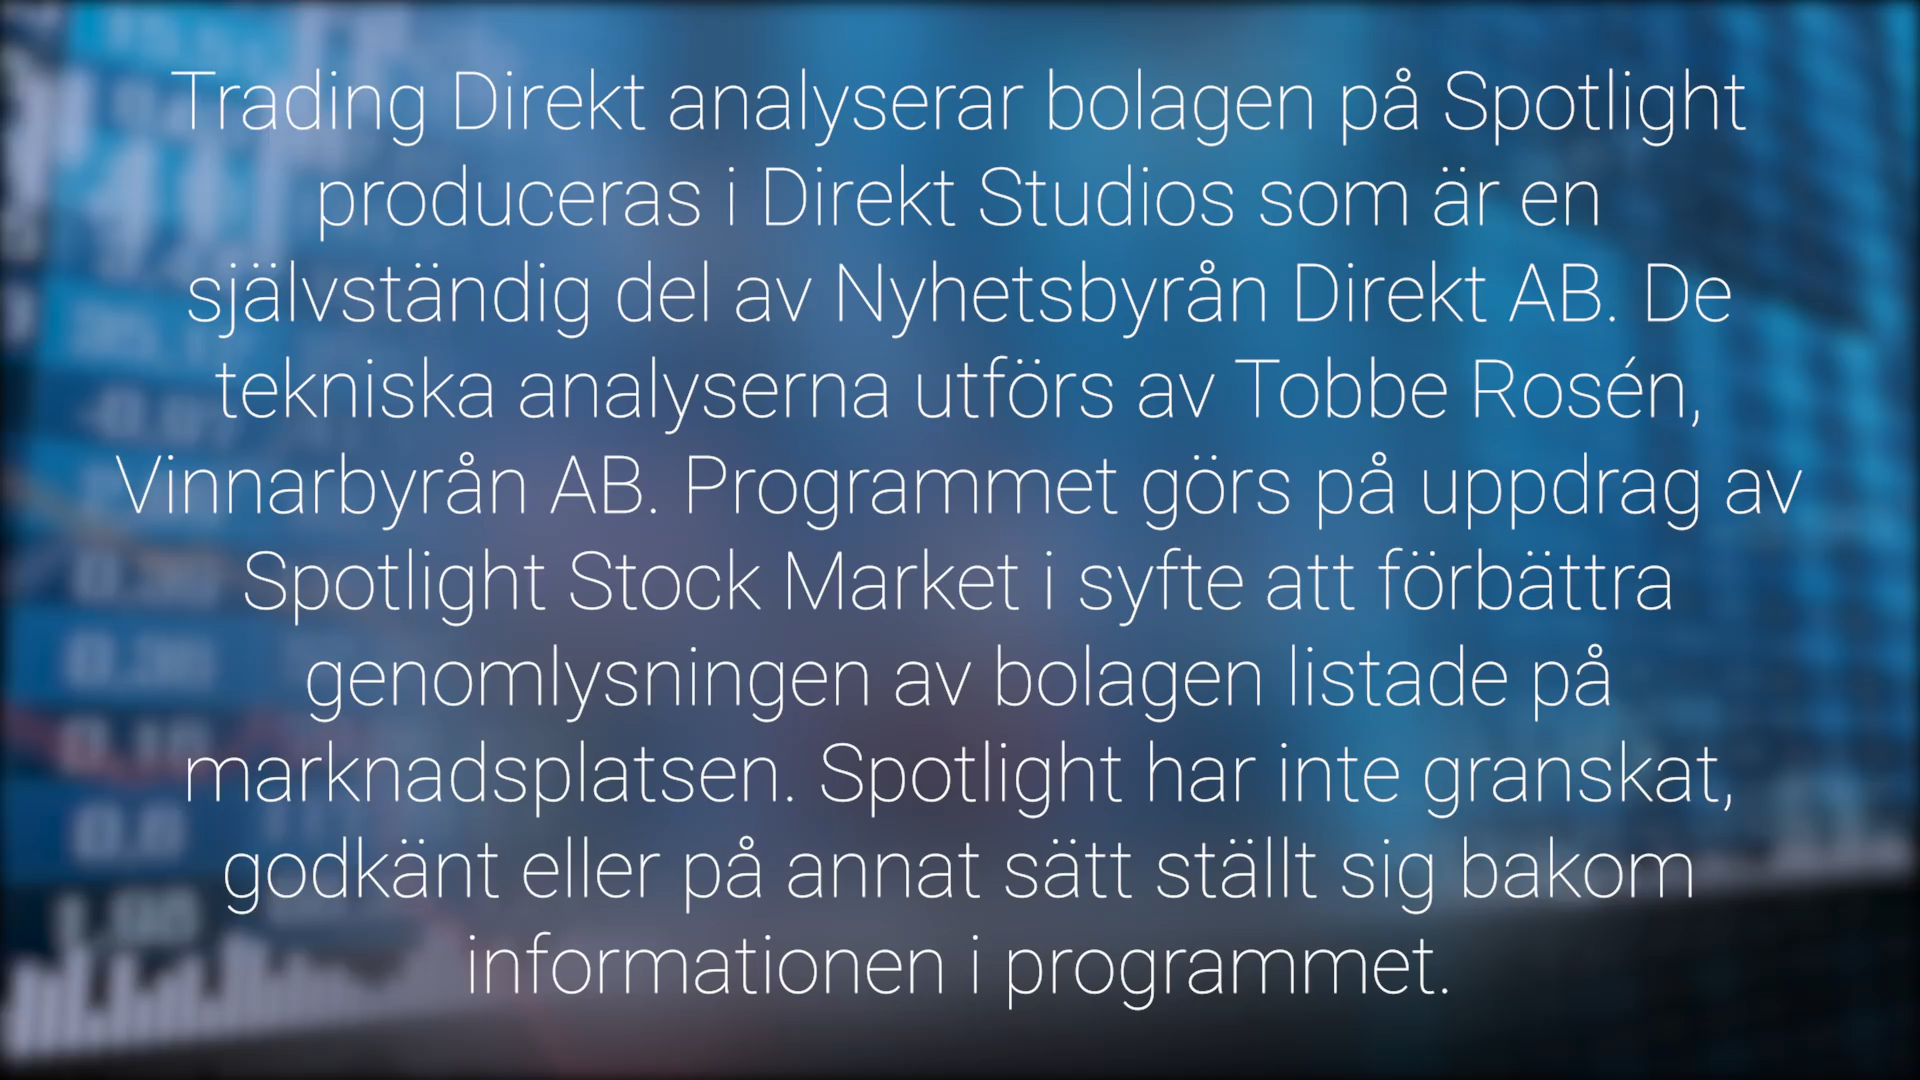 Trading Direkt analyserar bolagen på Spotlight
produceras i Direkt Studios som är en
självständig del av Nyhetsbyrån Direkt AB. De
tekniska analyserna utförs av Tobbe Rosén,
Vinnarbyrån AB. Programmet görs på uppdrag av
Spotlight Stock Market i syfte att förbättra
genomlysningen av bolagen listade på
marknadsplatsen. Spotlight har inte granskat,
godkänt eller på annat sätt ställt sig bakom
informationen i programmet.